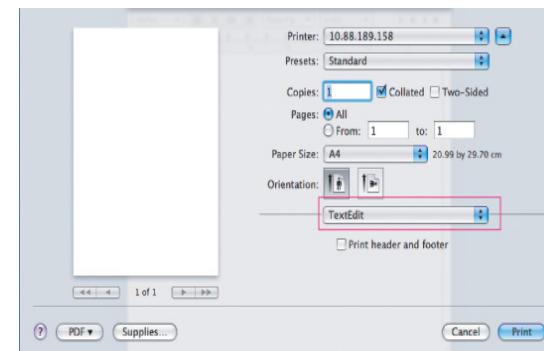 Printer: 10.88.189.158
Presets: Standard
Copies: 1 Collated Two-Sided
Pages: All
From: 1 to: 1
Paper Size: A4 20.99 by 29.70 cm
Orientation:
TextEdit
Print header and footer
1 of 1
? PDF▾ Supplies... Cancel Print